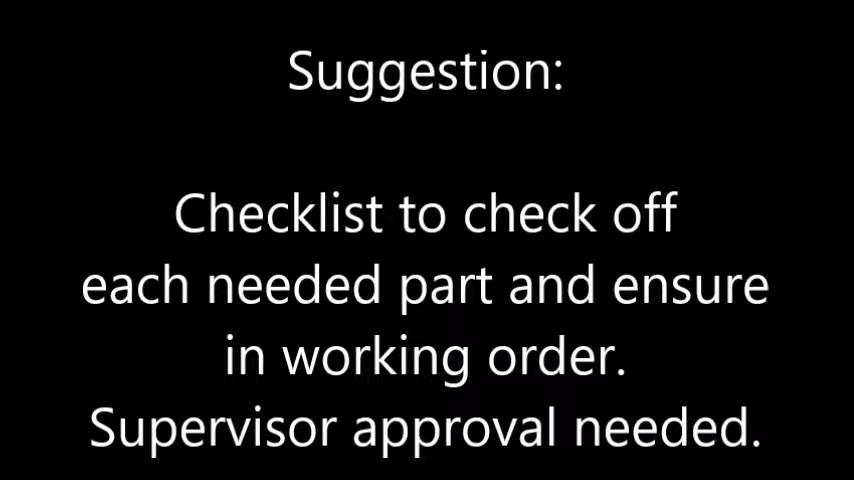 Suggestion:
Checklist to check off
each needed part and ensure
in working order.
Supervisor approval needed.